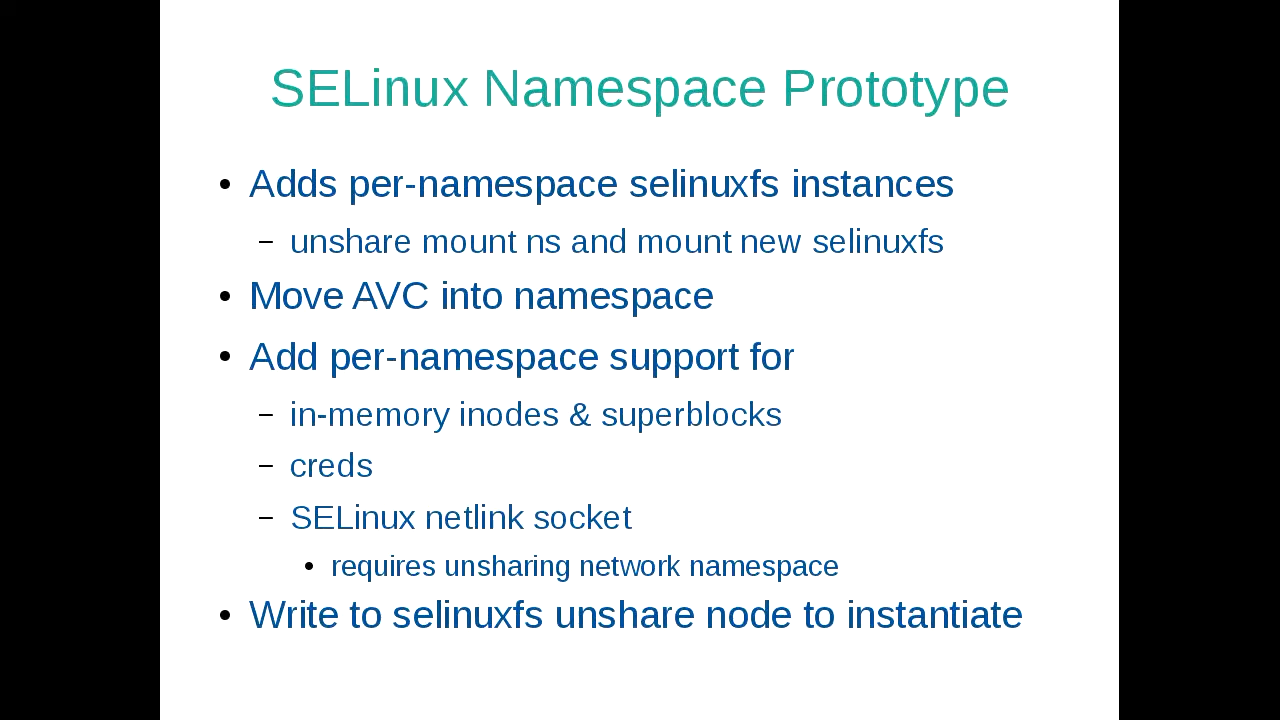 SELinux Namespace Prototype
• Adds per-namespace selinuxfs instances
– unshare mount ns and mount new selinuxfs
• Move AVC into namespace
• Add per-namespace support for
– in-memory inodes & superblocks
– creds
– SELinux netlink socket
• requires unsharing network namespace
• Write to selinuxfs unshare node to instantiate